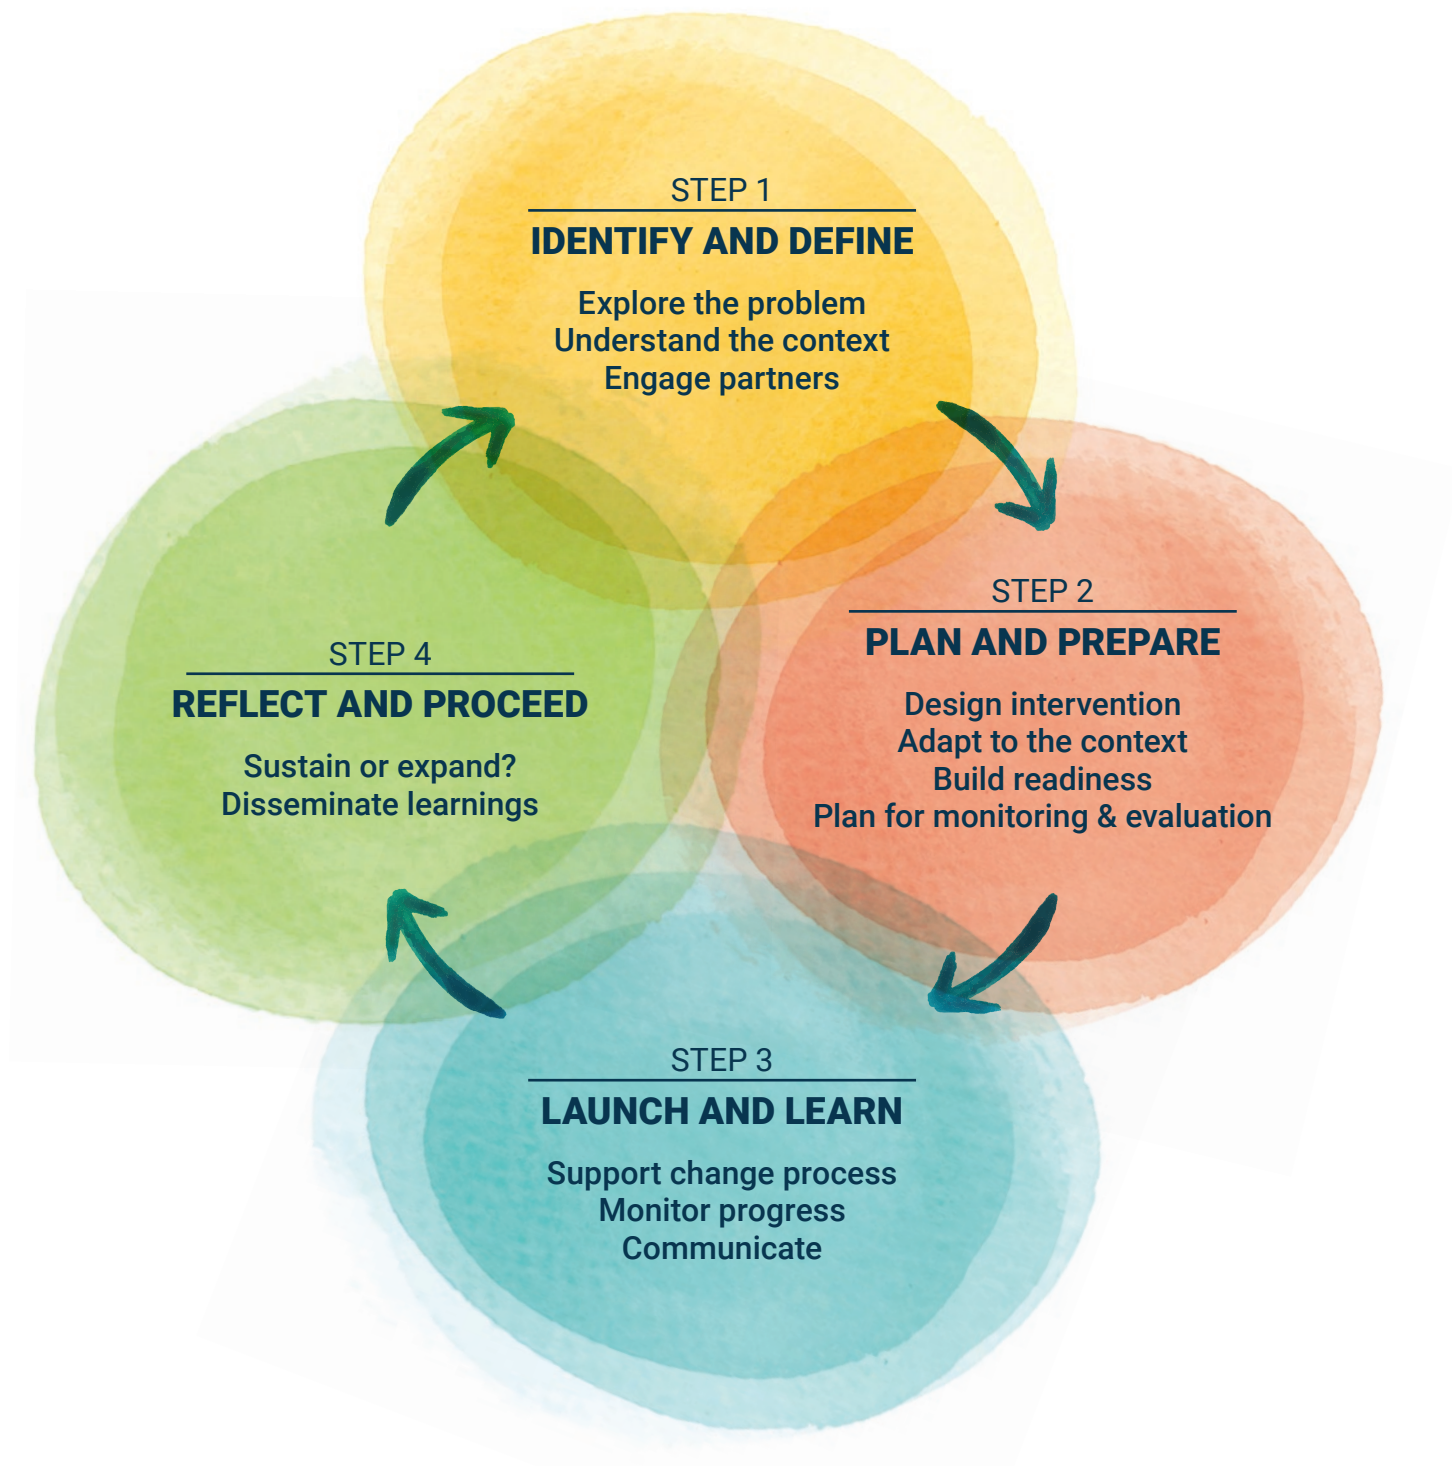 STEP 1
IDENTIFY AND DEFINE
Explore the problem
Understand the context
Engage partners
STEP 2
PLAN AND PREPARE
Design intervention
Adapt to the context
Build readiness
Plan for monitoring & evaluation
STEP 3
LAUNCH AND LEARN
Support change process
Monitor progress
Communicate
STEP 4
REFLECT AND PROCEED
Sustain or expand?
Disseminate learnings